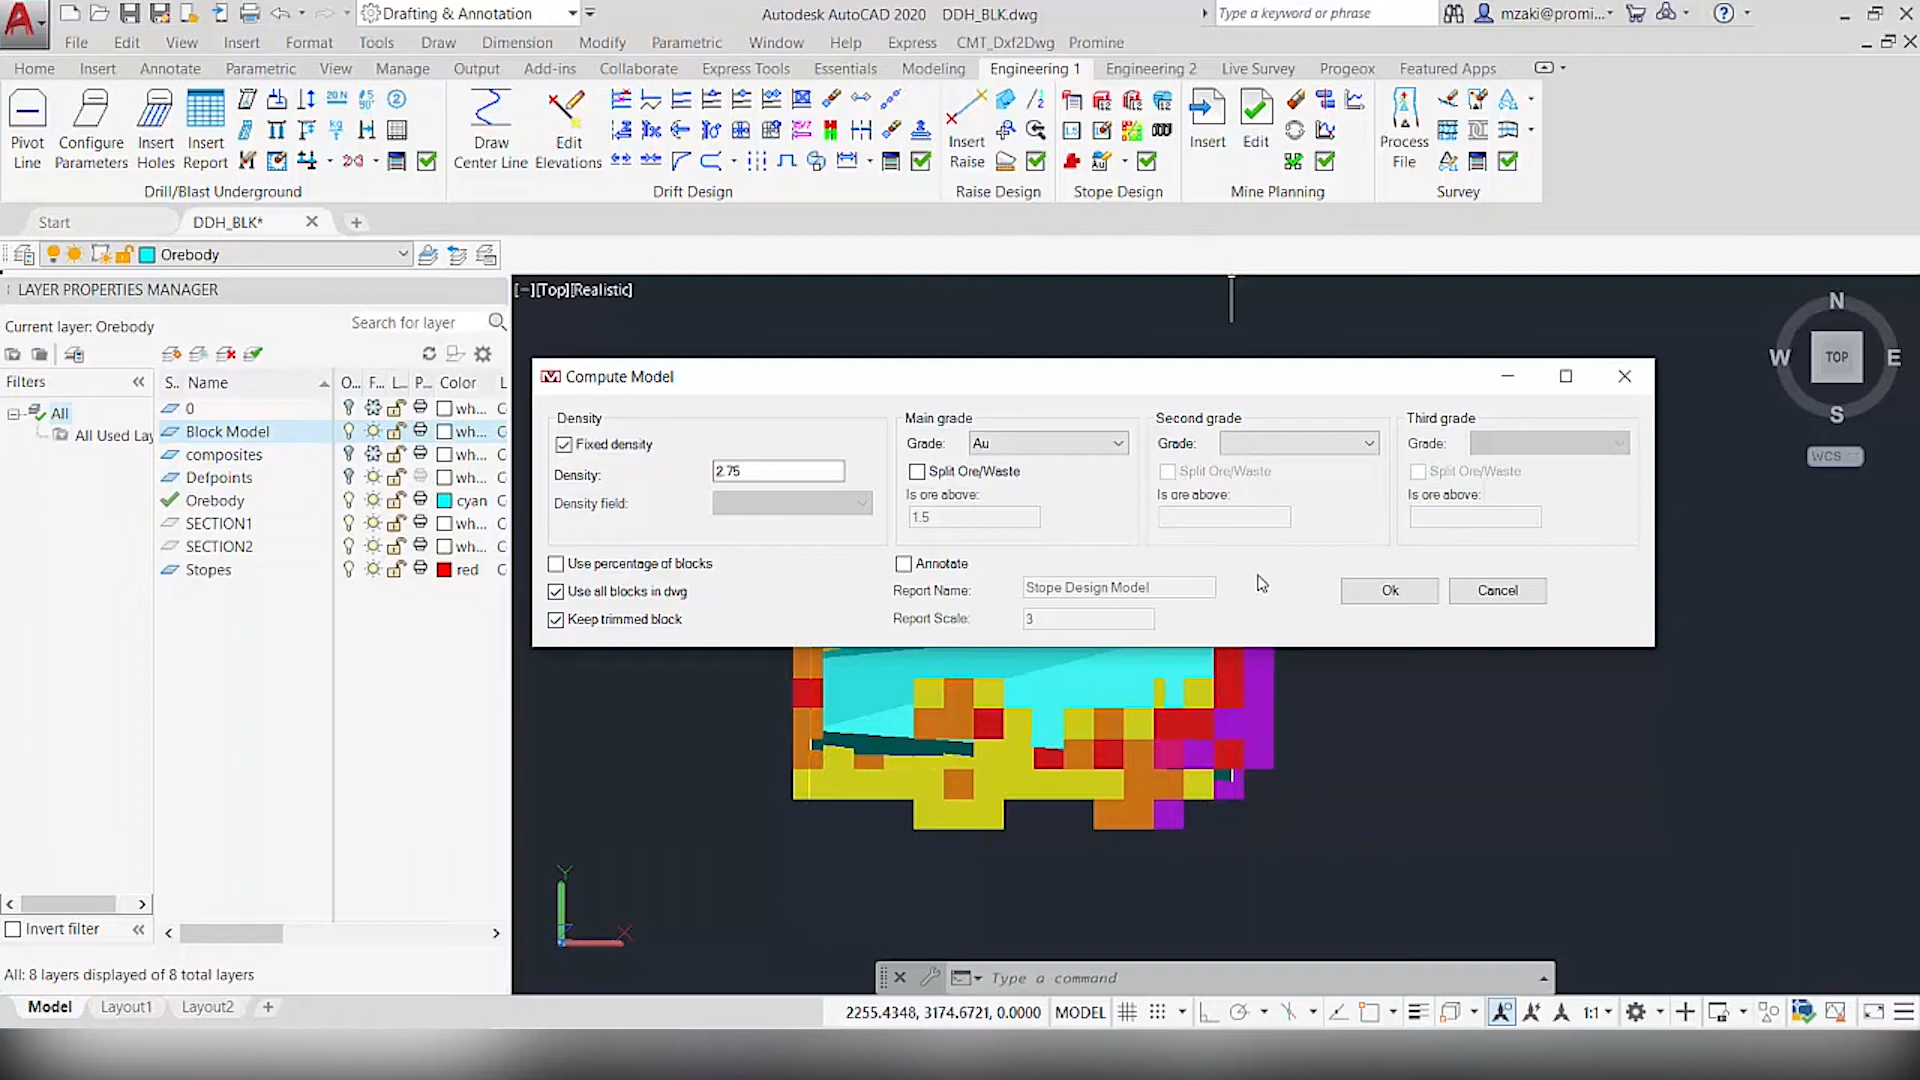 Drafting & Annotation
Autodesk AutoCAD 2020 DDH_BLK.dwg
Type a keyword or phrase
mzaki@promi...
File Edit View Insert Format Tools Draw Dimension Modify Parametric Window Help Express CMT_Dxf2Dwg Promine
Home Insert Annotate Parametric View Manage Output Add-ins Collaborate Express Tools Essentials Modeling Engineering 1 Engineering 2 Live Survey Progeox Featured Apps
Pivot Line
Configure Parameters
Insert Holes
Insert Report
Draw Center Line
Edit Elevations
Insert Raise
Insert
Edit
Process File
Drill/Blast Underground
Drift Design
Raise Design
Stope Design
Mine Planning
Survey
Start
DDH_BLK*
Orebody
LAYER PROPERTIES MANAGER
Current layer: Orebody
Search for layer
Filters
S.. Name O... F... L... P... Color L
All
All Used Lay
0 wh... C
Block Model wh... C
composites wh... C
Defpoints wh... C
Orebody cyan C
SECTION1 wh... C
SECTION2 wh... C
Stopes red C
Invert filter
All: 8 layers displayed of 8 total layers
[−][Top][Realistic]
N
W TOP E
S
WCS
Compute Model
Density
Fixed density
Density: 2.75
Density field:
Main grade
Grade: Au
Split Ore/Waste
Is ore above:
1.5
Second grade
Grade:
Split Ore/Waste
Is ore above:
Third grade
Grade:
Split Ore/Waste
Is ore above:
Use percentage of blocks
Use all blocks in dwg
Keep trimmed block
Annotate
Report Name: Stope Design Model
Report Scale: 3
Ok
Cancel
Y
X
Type a command
Model Layout1 Layout2
2255.4348, 3174.6721, 0.0000 MODEL
1:1